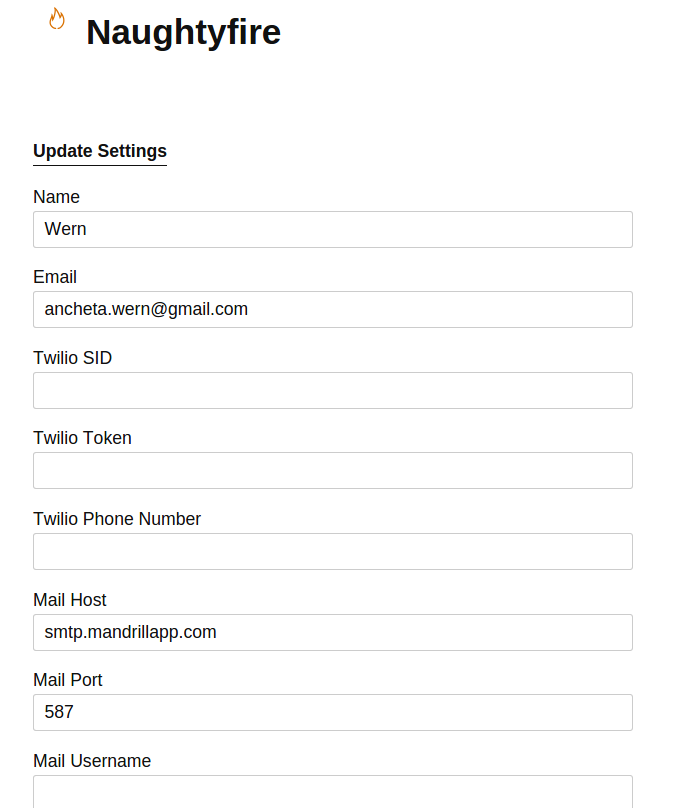 Naughtyfire
Update Settings
Name
Wern
Email
ancheta.wern@gmail.com
Twilio SID
Twilio Token
Twilio Phone Number
Mail Host
smtp.mandrillapp.com
Mail Port
587
Mail Username